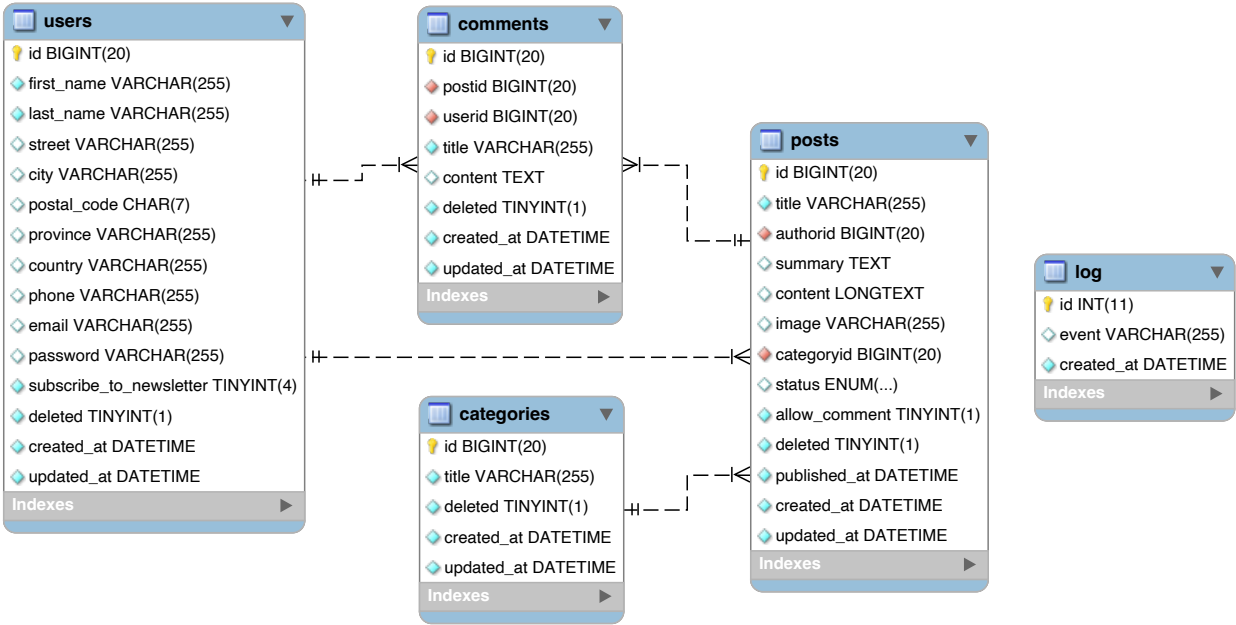 users
id BIGINT(20)
first_name VARCHAR(255)
last_name VARCHAR(255)
street VARCHAR(255)
city VARCHAR(255)
postal_code CHAR(7)
province VARCHAR(255)
country VARCHAR(255)
phone VARCHAR(255)
email VARCHAR(255)
password VARCHAR(255)
subscribe_to_newsletter TINYINT(4)
deleted TINYINT(1)
created_at DATETIME
updated_at DATETIME
Indexes
comments
id BIGINT(20)
postid BIGINT(20)
userid BIGINT(20)
title VARCHAR(255)
content TEXT
deleted TINYINT(1)
created_at DATETIME
updated_at DATETIME
Indexes
categories
id BIGINT(20)
title VARCHAR(255)
deleted TINYINT(1)
created_at DATETIME
updated_at DATETIME
Indexes
posts
id BIGINT(20)
title VARCHAR(255)
authorid BIGINT(20)
summary TEXT
content LONGTEXT
image VARCHAR(255)
categoryid BIGINT(20)
status ENUM(...)
allow_comment TINYINT(1)
deleted TINYINT(1)
published_at DATETIME
created_at DATETIME
updated_at DATETIME
Indexes
log
id INT(11)
event VARCHAR(255)
created_at DATETIME
Indexes